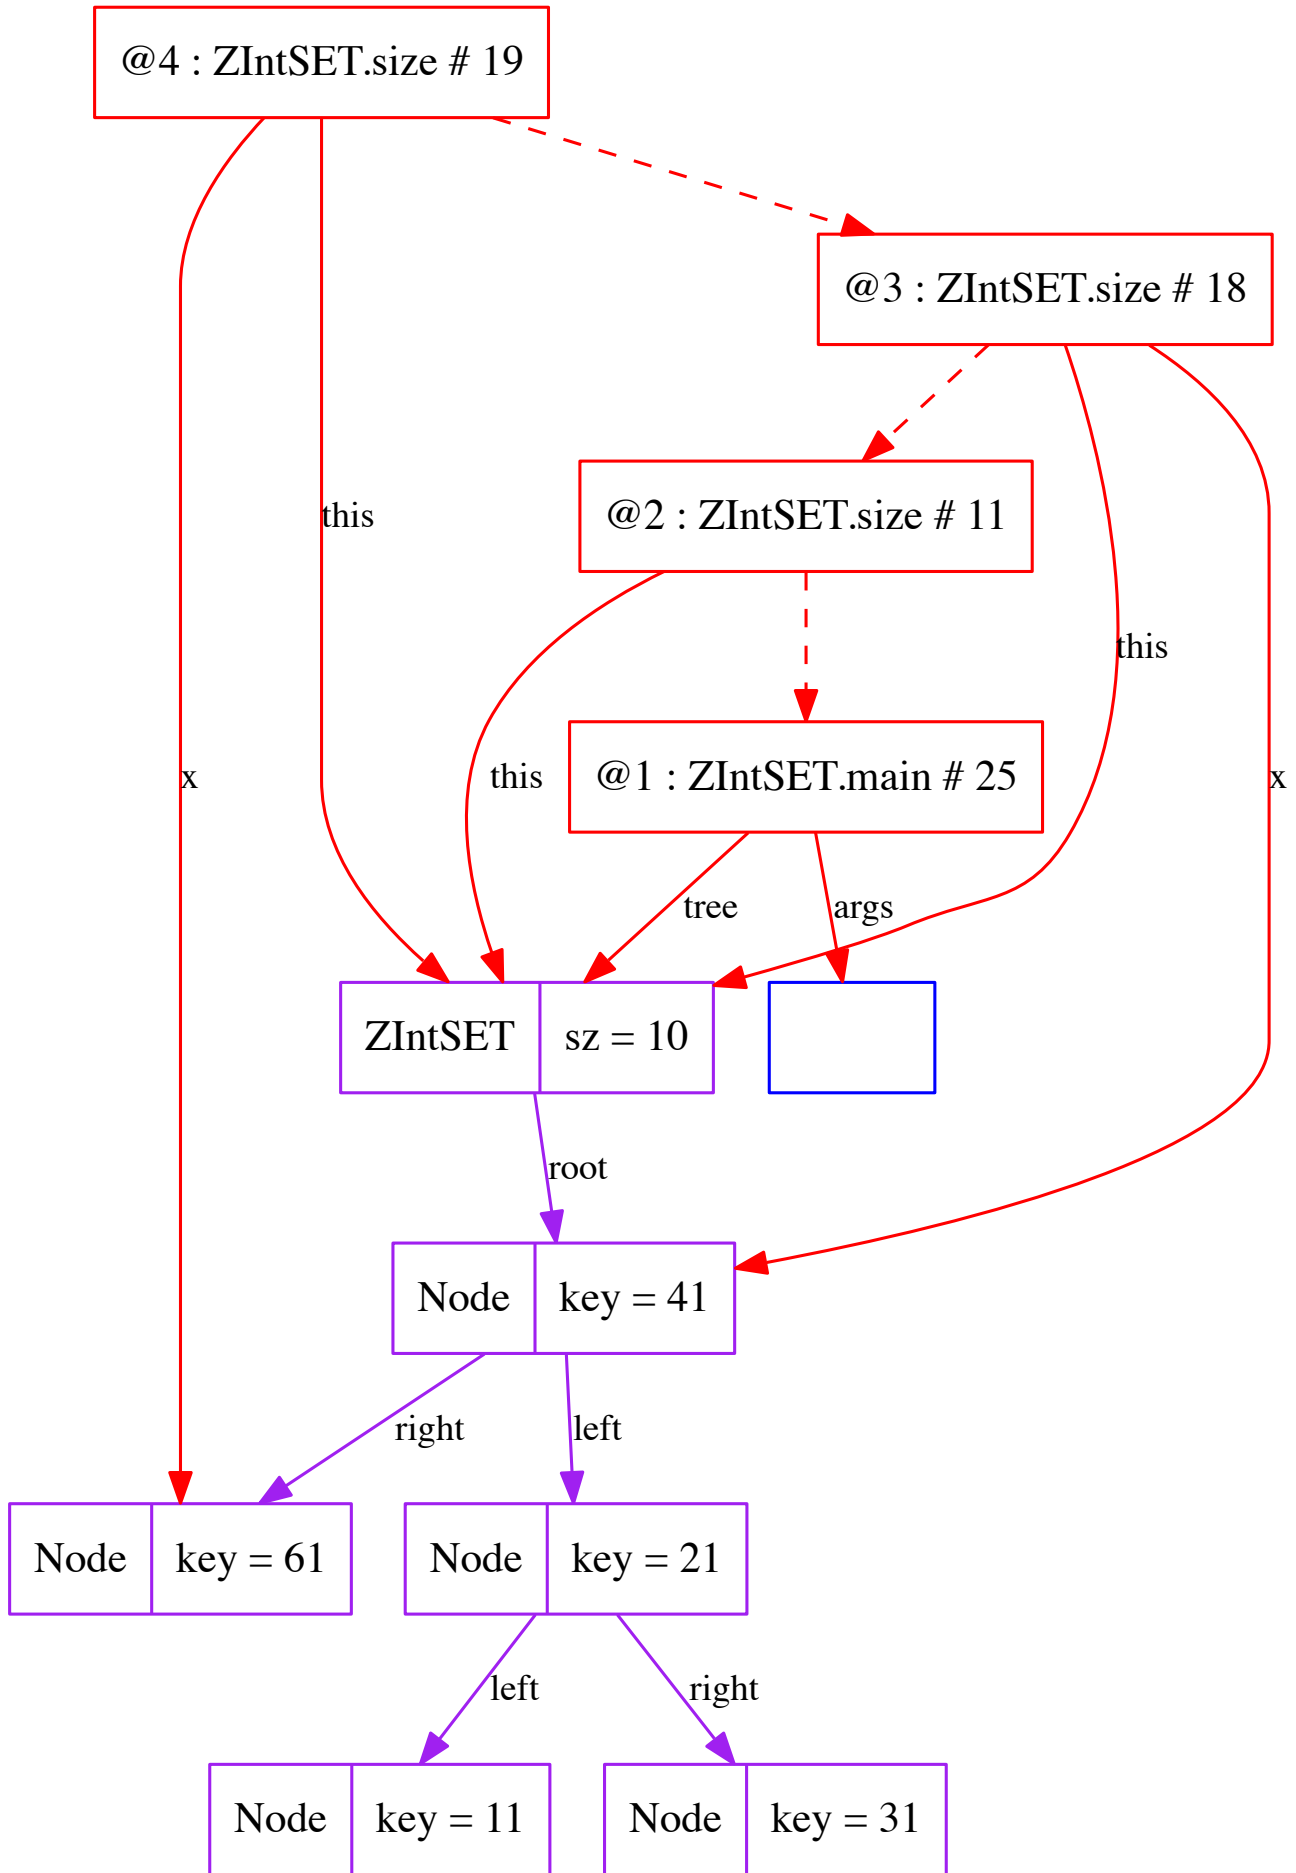 @4 : ZIntSET.size # 19
@3 : ZIntSET.size # 18
@2 : ZIntSET.size # 11
this
this
x
this
@1 : ZIntSET.main # 25
x
tree
args
ZIntSET
sz = 10
root
Node
key = 41
right
left
Node
key = 61
Node
key = 21
left
right
Node
key = 11
Node
key = 31